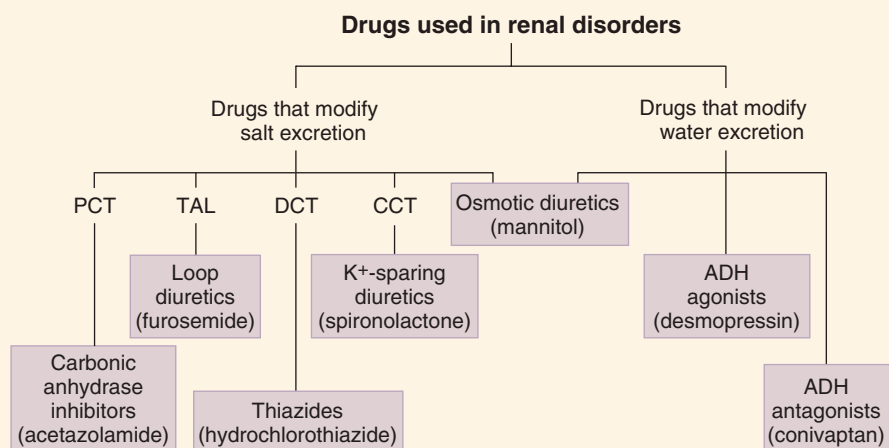 Drugs used in renal disorders
Drugs that modify
salt excretion
Drugs that modify
water excretion
PCT
TAL
DCT
CCT
Osmotic diuretics
(mannitol)
Loop
diuretics
(furosemide)
K+-sparing
diuretics
(spironolactone)
ADH
agonists
(desmopressin)
Carbonic
anhydrase
inhibitors
(acetazolamide)
Thiazides
(hydrochlorothiazide)
ADH
antagonists
(conivaptan)